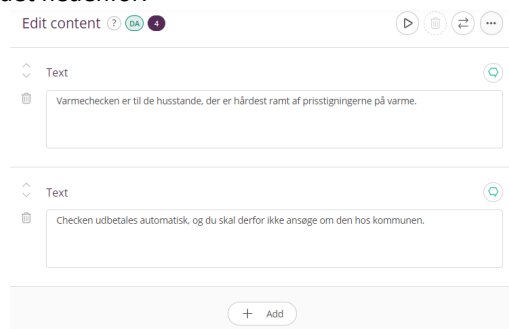 Edit content ? DA 4
Text
Varmechecken er til de husstande, der er hårdest ramt af prisstigningerne på varme.
Text
Checken udbetales automatisk, og du skal derfor ikke ansøge om den hos kommunen.
+ Add